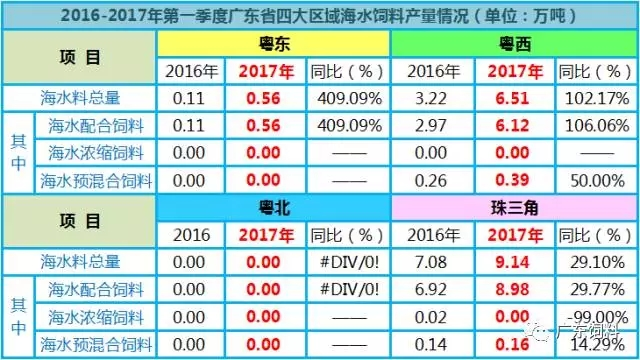 2016-2017年第一季度广东省四大区域海水饲料产量情况（单位：万吨）
项 目 粤东 粤西
2016年 2017年 同比（%） 2016年 2017年 同比（%）
海水料总量 0.11 0.56 409.09% 3.22 6.51 102.17%
其中 海水配合饲料 0.11 0.56 409.09% 2.97 6.12 106.06%
海水浓缩饲料 0.00 0.00 —— 0.00 0.00 ——
海水预混合饲料 0.00 0.00 —— 0.26 0.39 50.00%
项 目 粤北 珠三角
2016 2017年 同比（%） 2016年 2017年 同比（%）
海水料总量 0.00 0.00 #DIV/0! 7.08 9.14 29.10%
其中 海水配合饲料 0.00 0.00 #DIV/0! 6.92 8.98 29.77%
海水浓缩饲料 0.00 0.00 —— 0.02 0.00 -99.00%
海水预混合饲料 0.00 0.00 —— 0.14 0.16 14.29%
广东饲料